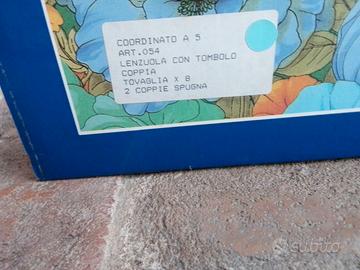 COORDINATO A 5
ART.054
LENZUOLA CON TOMBOLO
COPPIA
TOVAGLIA X 8
2 COPPIE SPUGNA
subito